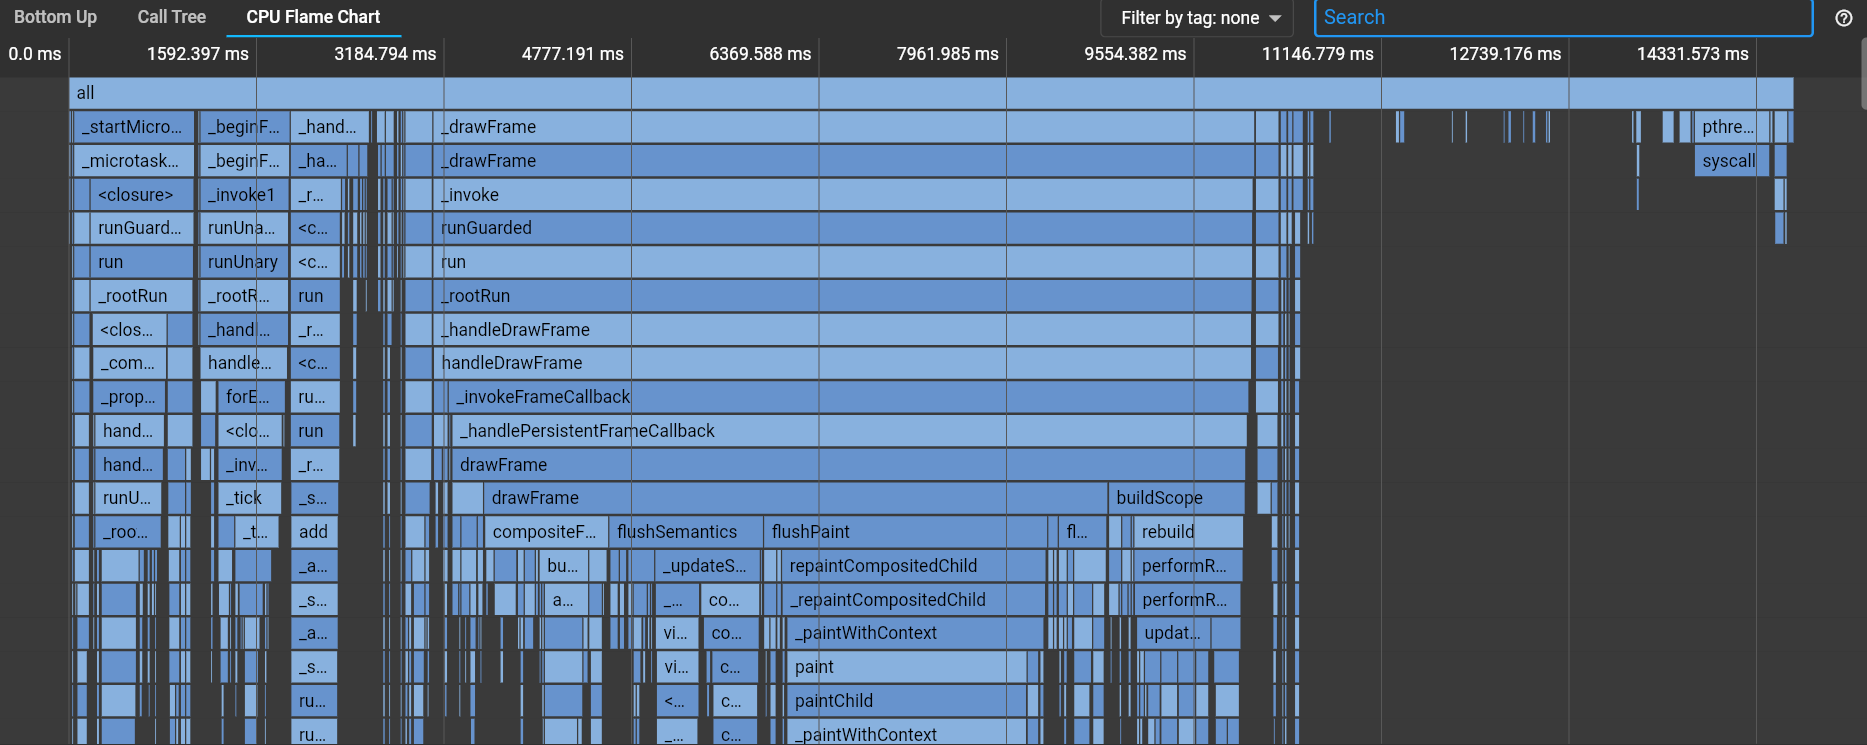 Bottom Up Call Tree CPU Flame Chart Filter by tag: none Search
0.0 ms 1592.397 ms 3184.794 ms 4777.191 ms 6369.588 ms 7961.985 ms 9554.382 ms 11146.779 ms 12739.176 ms 14331.573 ms
all
_startMicro... _beginF... _hand... _drawFrame pthre...
_microtask... _beginF... _ha... _drawFrame syscall
<closure> _invoke1 _r... _invoke
runGuard... runUna... <c... runGuarded
run runUnary <c... run
_rootRun _rootR... run _rootRun
<clos... _handl... _r... _handleDrawFrame
_com... handle... <c... handleDrawFrame
_prop... forE... ru... _invokeFrameCallback
hand... <clo... run _handlePersistentFrameCallback
hand... _inv... _r... drawFrame
runU... _tick _s... drawFrame buildScope
_roo... _t... add compositeF... flushSemantics flushPaint fl... rebuild
_a... bu... _updateS... repaintCompositedChild performR...
_s... a... _... co... _repaintCompositedChild performR...
_a... vi... co... _paintWithContext updat...
_s... vi... c... paint
ru... <... c... paintChild
ru... _... c... _paintWithContext